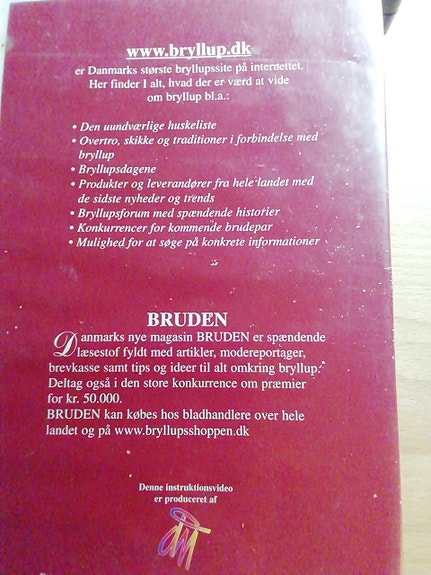 www.bryllup.dk
er Danmarks største bryllupssite på internettet.
Her finder I alt, hvad der er værd at vide
om bryllup bl.a.:
• Den uundværlige huskeliste
• Overtro, skikke og traditioner i forbindelse med
bryllup
• Bryllupsdagene
• Produkter og leverandører fra hele landet med
de sidste nyheder og trends
• Bryllupsforum med spændende historier
• Konkurrencer for kommende brudepar
• Mulighed for at søge på konkrete informationer
BRUDEN
Danmarks nye magasin BRUDEN er spændende
læsestof fyldt med artikler, modereportager,
brevkasse samt tips og ideer til alt omkring bryllup.
Deltag også i den store konkurrence om præmier
for kr. 50.000.
BRUDEN kan købes hos bladhandlere over hele
landet og på www.bryllupsshoppen.dk
Denne instruktionsvideo
er produceret af